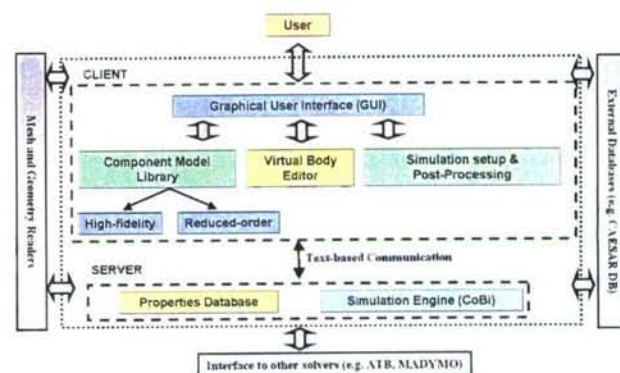 User
CLIENT
Graphical User Interface (GUI)
Component Model
Library
Virtual Body
Editor
Simulation setup &
Post-Processing
High-fidelity
Reduced-order
Text-based Communication
SERVER
Properties Database
Simulation Engine (CoBi)
Interface to other solvers (e.g. ATB, MADYMO)
Mesh and Geometry Readers
External Databases (e.g.
CAESAR DB)